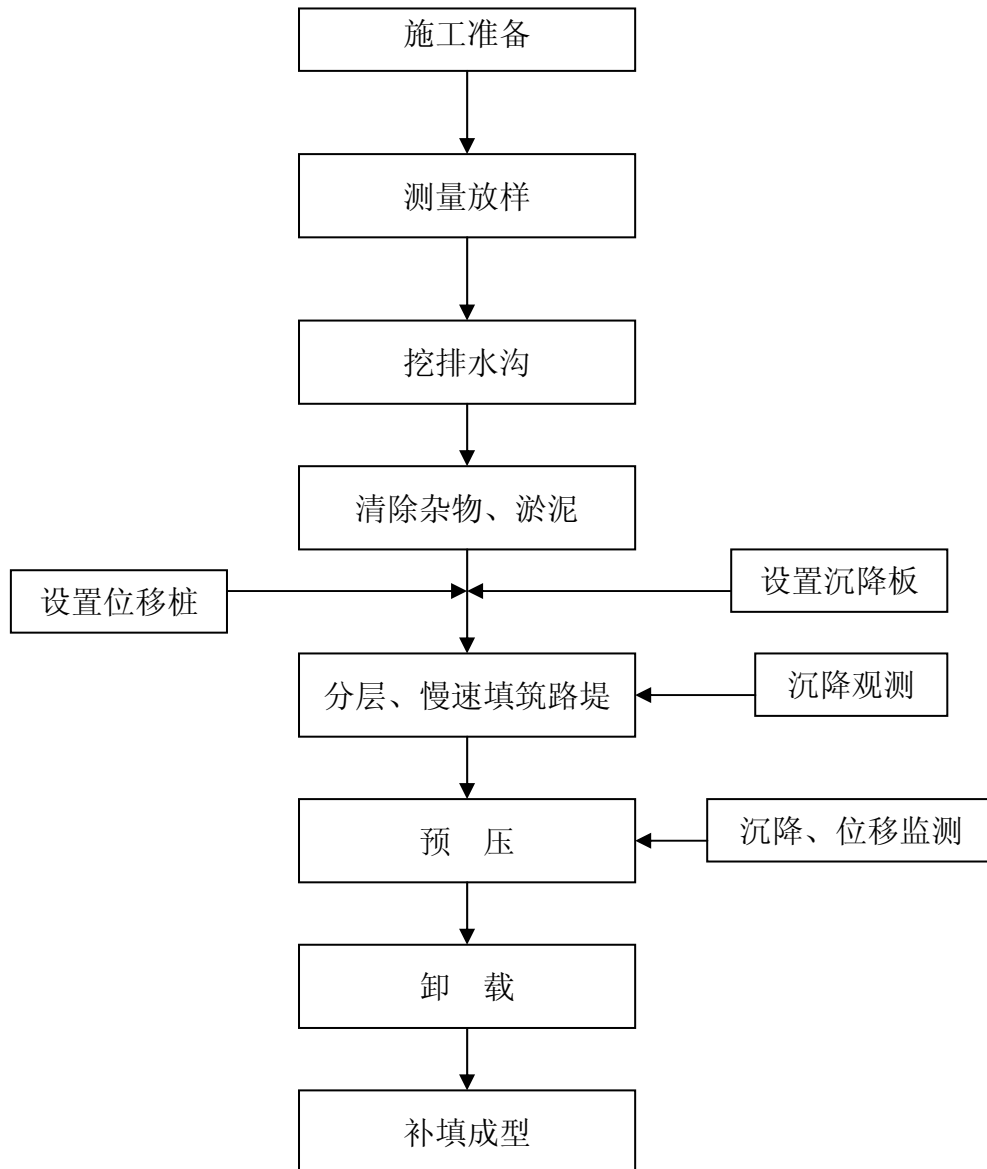 施工准备
测量放样
挖排水沟
清除杂物、淤泥
设置位移桩
设置沉降板
分层、慢速填筑路堤
沉降观测
预 压
沉降、位移监测
卸 载
补填成型